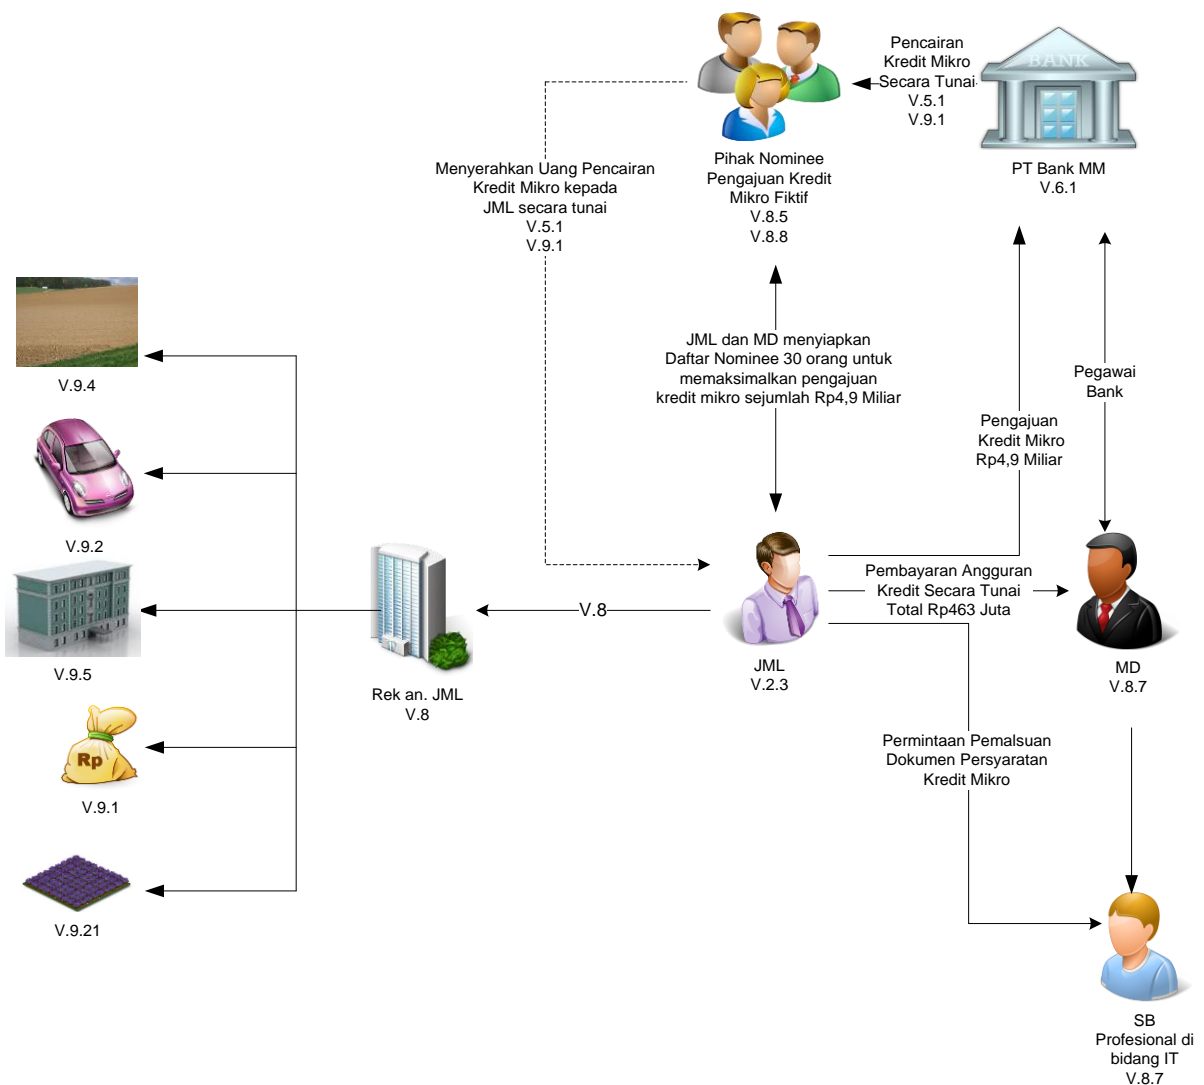 Pencairan
Kredit Mikro
Secara Tunai
V.5.1
V.9.1
BANK
PT Bank MM
V.6.1
Pihak Nominee
Pengajuan Kredit
Mikro Fiktif
V.8.5
V.8.8
Menyerahkan Uang Pencairan
Kredit Mikro kepada
JML secara tunai
V.5.1
V.9.1
JML dan MD menyiapkan
Daftar Nominee 30 orang untuk
memaksimalkan pengajuan
kredit mikro sejumlah Rp4,9 Miliar
Pegawai
Bank
Pengajuan
Kredit Mikro
Rp4,9 Miliar
V.9.4
V.9.2
V.9.5
Rp
V.9.1
V.9.21
Rek an. JML
V.8
V.8
JML
V.2.3
Pembayaran Angguran
Kredit Secara Tunai
Total Rp463 Juta
MD
V.8.7
Permintaan Pemalsuan
Dokumen Persyaratan
Kredit Mikro
SB
Profesional di
bidang IT
V.8.7